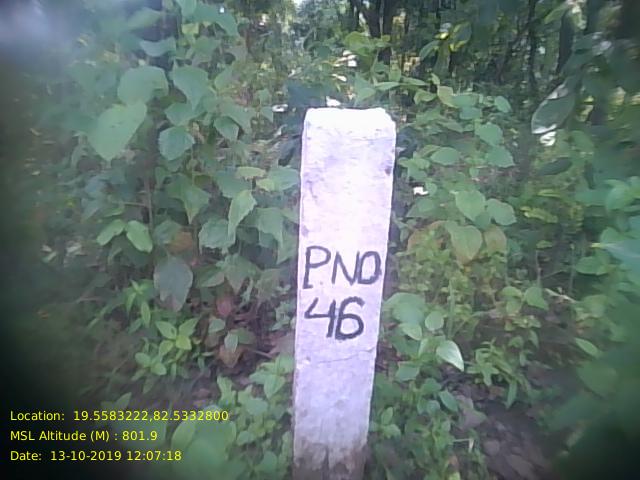 PNO
46
Location:  19.5583222,82.5332800
MSL Altitude (M) : 801.9
Date:  13-10-2019 12:07:18